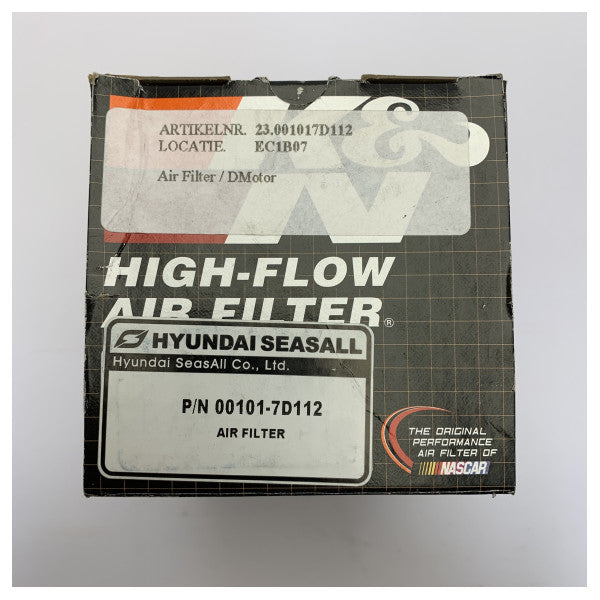 K&N
ARTIKELNR. 23.001017D112
LOCATIE. EC1B07
Air Filter / DMotor
HIGH-FLOW
AIR FILTER®
HYUNDAI SEASALL
Hyundai SeasAll Co., Ltd.
P/N 00101-7D112
AIR FILTER
THE ORIGINAL
PERFORMANCE
AIR FILTER OF
NASCAR